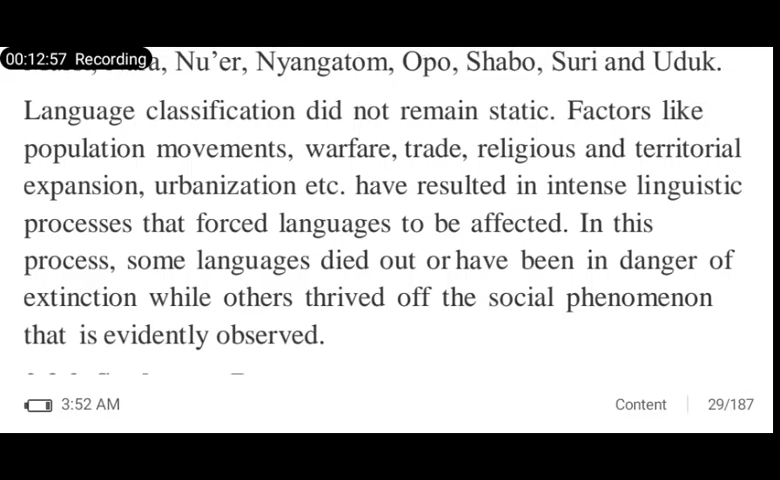 00:12:57 Recording
a, Nu’er, Nyangatom, Opo, Shabo, Suri and Uduk.
Language classification did not remain static. Factors like
population movements, warfare, trade, religious and territorial
expansion, urbanization etc. have resulted in intense linguistic
processes that forced languages to be affected. In this
process, some languages died out or have been in danger of
extinction while others thrived off the social phenomenon
that is evidently observed.
3:52 AM Content 29/187